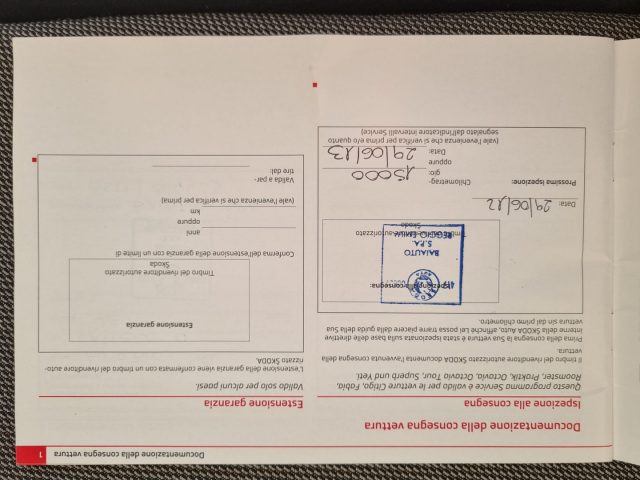 Documentazione della consegna vettura 1
Documentazione della consegna vettura
Ispezione alla consegna
Questo programma Service è valido per le vetture Citigo, Fabia,
Roomster, Praktik, Octavia, Octavia Tour, Superb und Yeti.
Il timbro del rivenditore autorizzato ŠKODA documenta l'avvenuta consegna della
vettura.
Prima della consegna la Sua vettura è stata ispezionata sulla base delle direttive
interne della ŠKODA Auto, affinché Lei possa trarre piacere dalla guida della Sua
vettura sin dal primo chilometro.
Ispezione alla consegna:
BAIAUTO
S.P.A.
REGGIO EMILIA
autorizzato
Skoda
Data: 29/06/12
Prossima ispezione:
Chilometrag-
gio: 15000
oppure
Data: 29/06/13
(vale l'evenienza che si verifica per prima e/o quanto
segnalato dall'indicatore intervalli Service)
Estensione garanzia
Valido solo per alcuni paesi.
L'estensione della garanzia viene confermata con un timbro del rivenditore auto-
rizzato ŠKODA.
Estensione garanzia
Timbro del rivenditore autorizzato
Skoda
Conferma dell'estensione della garanzia con un limite di
anni
oppure
km
(vale l'evenienza che si verifica per prima)
Valida a par-
tire dal: